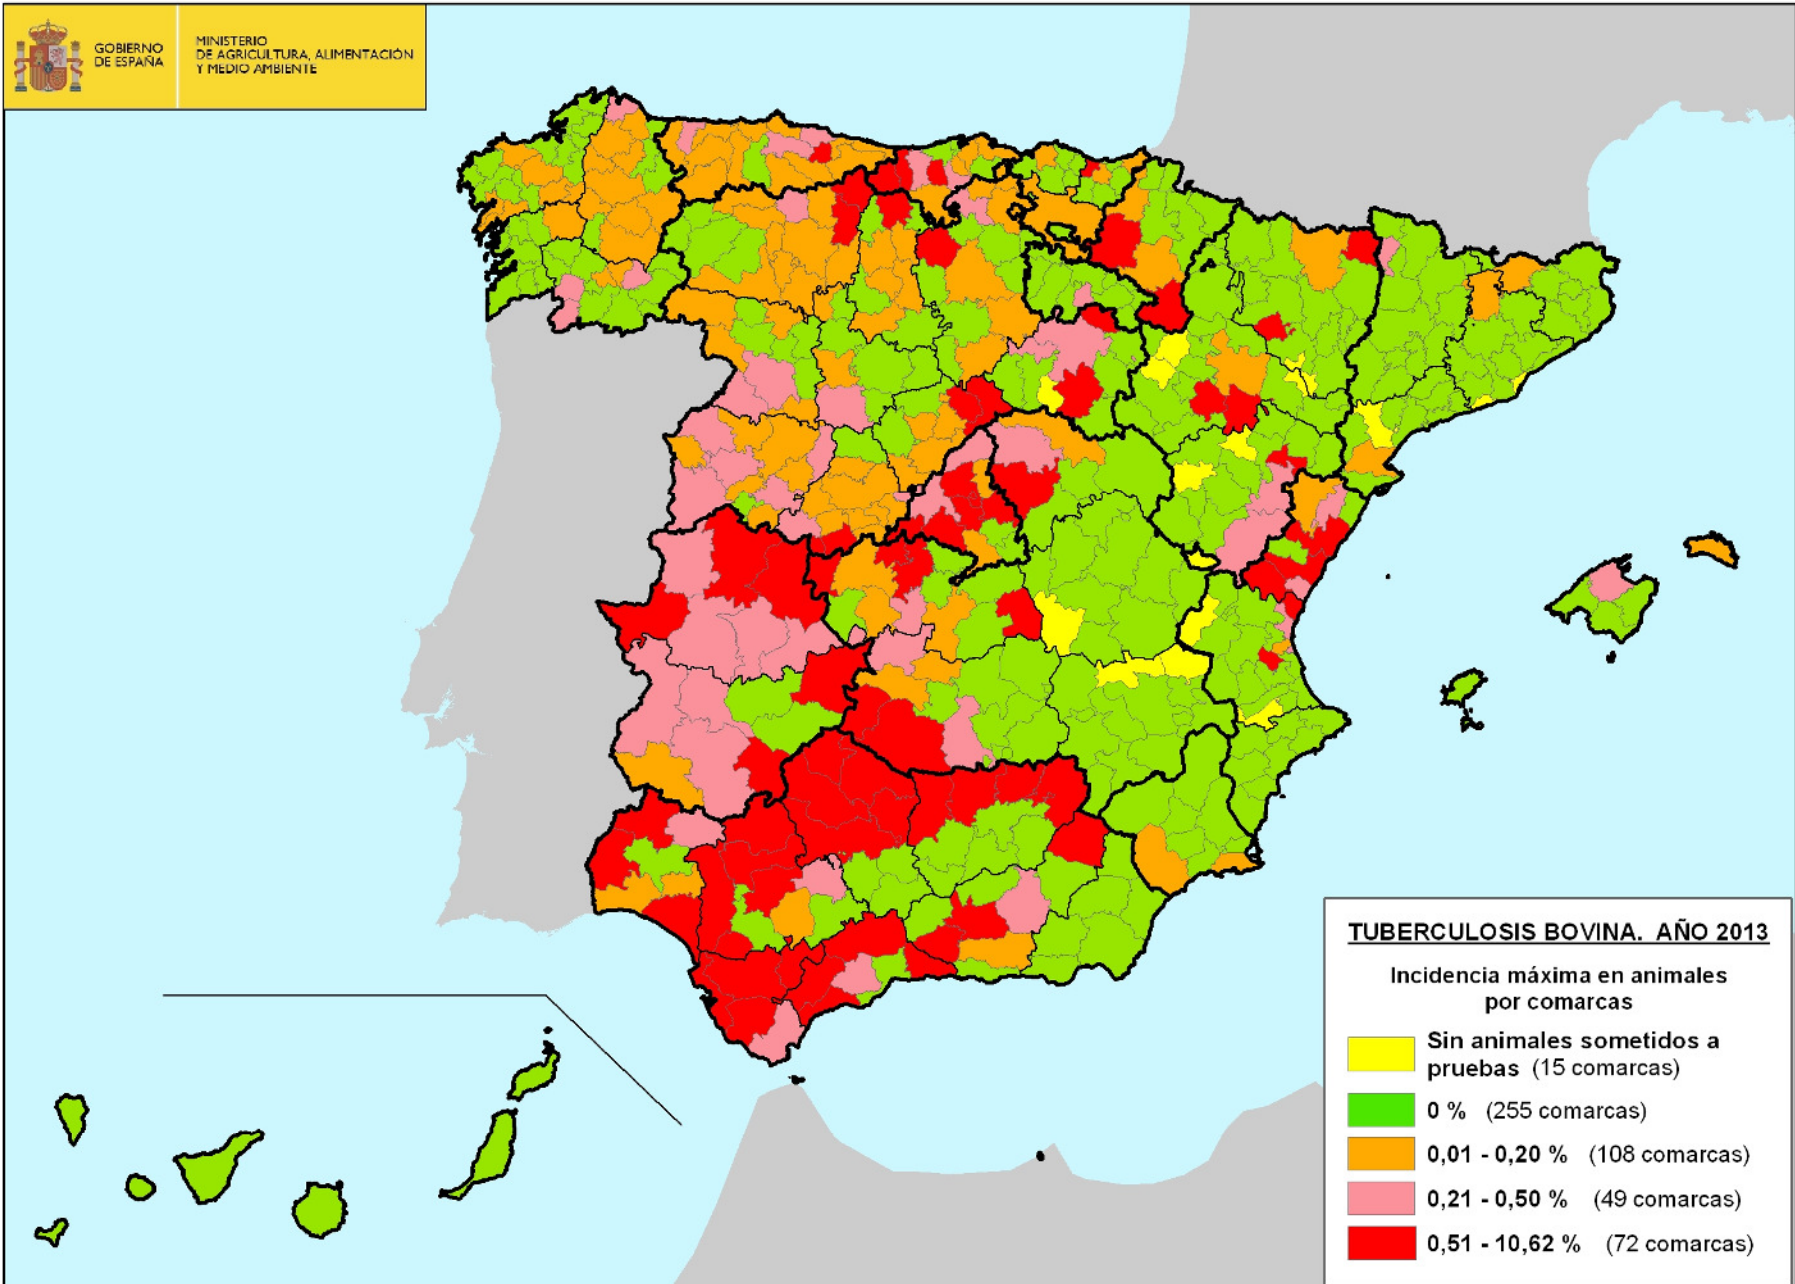 GOBIERNO
DE ESPAÑA
MINISTERIO
DE AGRICULTURA, ALIMENTACIÓN
Y MEDIO AMBIENTE
TUBERCULOSIS BOVINA. AÑO 2013
Incidencia máxima en animales
por comarcas
Sin animales sometidos a
pruebas (15 comarcas)
0 % (255 comarcas)
0,01 - 0,20 % (108 comarcas)
0,21 - 0,50 % (49 comarcas)
0,51 - 10,62 % (72 comarcas)